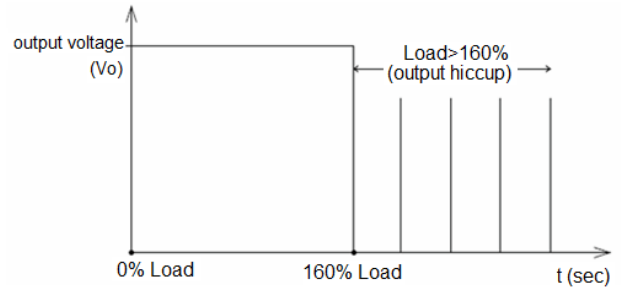 output voltage
(Vo)
Load>160%
(output hiccup)
0% Load
160% Load
t (sec)